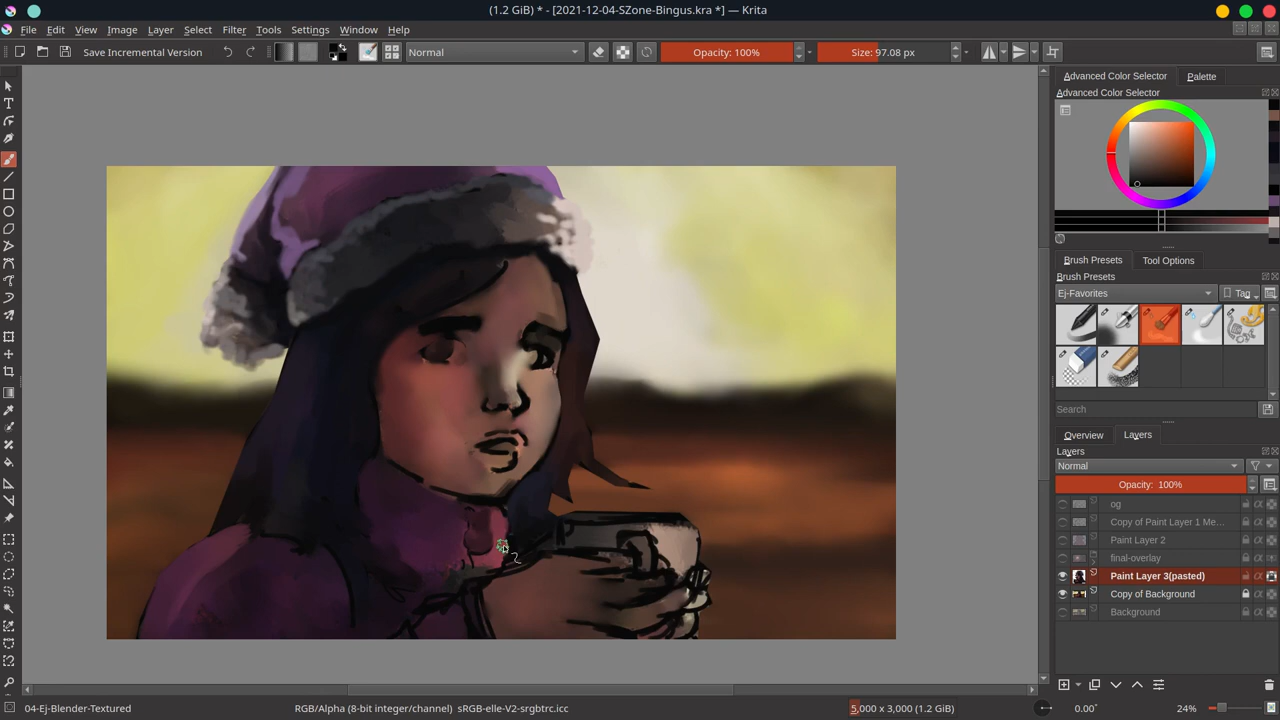 (1.2 GiB) * - [2021-12-04-SZone-Bingus.kra *] — Krita
File Edit View Image Layer Select Filter Tools Settings Window Help
Save Incremental Version
Normal
Opacity: 100%
Size: 97.08 px
Advanced Color Selector
Palette
Advanced Color Selector
Brush Presets
Tool Options
Brush Presets
Ej-Favorites
Tag
Search
Overview
Layers
Layers
Normal
Opacity: 100%
og
Copy of Paint Layer 1 Me...
Paint Layer 2
final-overlay
Paint Layer 3(pasted)
Copy of Background
Background
04-Ej-Blender-Textured
RGB/Alpha (8-bit integer/channel) sRGB-elle-V2-srgbtrc.icc
5,000 x 3,000 (1.2 GiB)
0.00°
24%